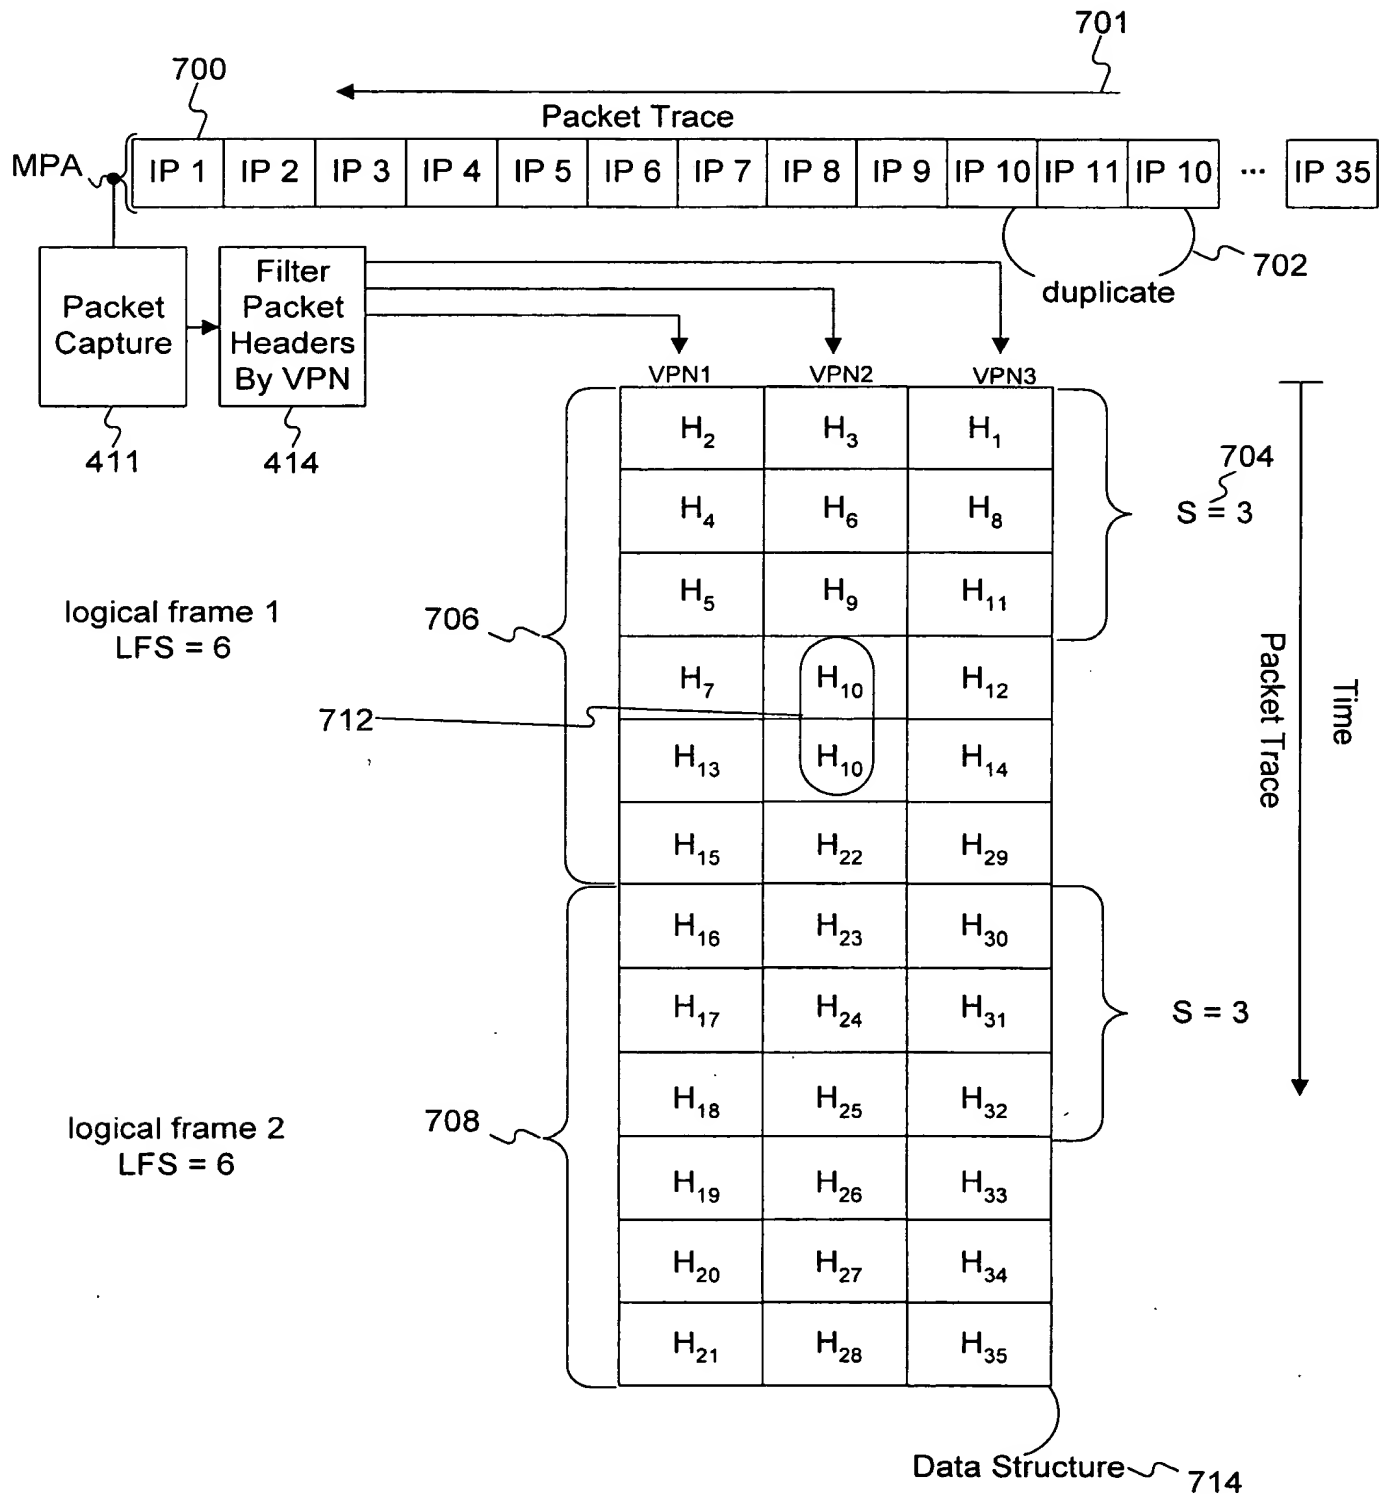 701
700
Packet Trace
MPA
IP 1 IP 2 IP 3 IP 4 IP 5 IP 6 IP 7 IP 8 IP 9 IP 10 IP 11 IP 10 ... IP 35
702
duplicate
Packet
Capture
Filter
Packet
Headers
By VPN
411
414
VPN1 VPN2 VPN3
H2 H3 H1
H4 H6 H8
H5 H9 H11
H7 H10 H12
H13 H10 H14
H15 H22 H29
H16 H23 H30
H17 H24 H31
H18 H25 H32
H19 H26 H33
H20 H27 H34
H21 H28 H35
704
S = 3
logical frame 1
LFS = 6
706
712
Time
Packet Trace
S = 3
logical frame 2
LFS = 6
708
Data Structure
714